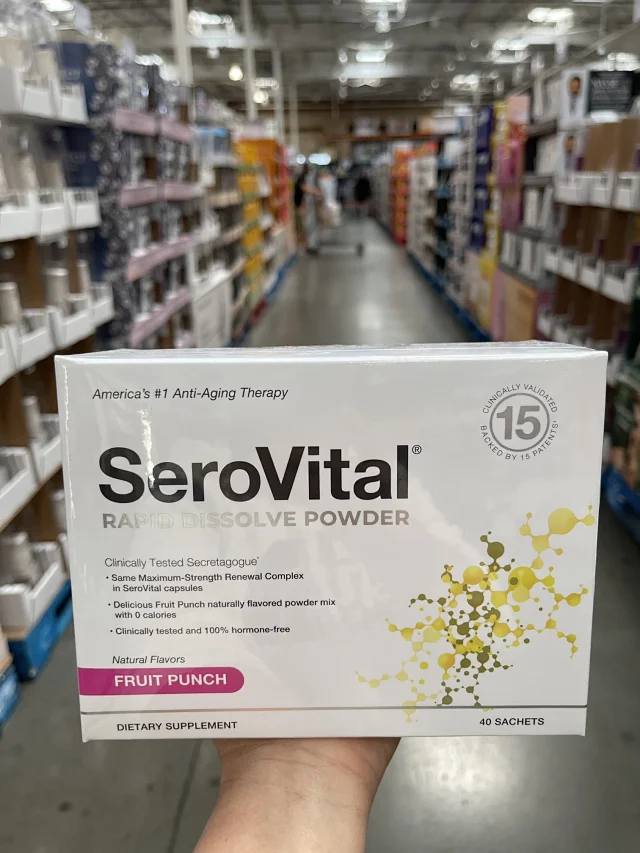 America's #1 Anti-Aging Therapy
CLINICALLY VALIDATED
15
BACKED BY 15 PATENTS
SeroVital®
RAPID DISSOLVE POWDER
Clinically Tested Secretagogue*
• Same Maximum-Strength Renewal Complex
in SeroVital capsules
• Delicious Fruit Punch naturally flavored powder mix
with 0 calories
• Clinically tested and 100% hormone-free
Natural Flavors
FRUIT PUNCH
DIETARY SUPPLEMENT
40 SACHETS